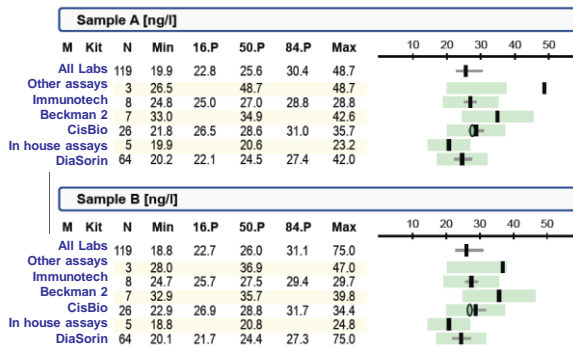 Sample A [ng/l]
M Kit N Min 16.P 50.P 84.P Max 10 20 30 40 50
All Labs 119 19.9 22.8 25.6 30.4 48.7
Other assays 3 26.5 48.7 48.7
Immunotech 8 24.8 25.0 27.0 28.8 28.8
Beckman 2 7 33.0 34.9 42.6
CisBio 26 21.8 26.5 28.6 31.0 35.7
In house assays 5 19.9 20.6 23.2
DiaSorin 64 20.2 22.1 24.5 27.4 42.0
Sample B [ng/l]
M Kit N Min 16.P 50.P 84.P Max 10 20 30 40 50
All Labs 119 18.8 22.7 26.0 31.1 75.0
Other assays 3 28.0 36.9 47.0
Immunotech 8 24.7 25.7 27.5 29.4 29.7
Beckman 2 7 32.9 35.7 39.8
CisBio 26 22.9 26.9 28.8 31.7 34.4
In house assays 5 18.8 20.8 24.8
DiaSorin 64 20.1 21.7 24.4 27.3 75.0